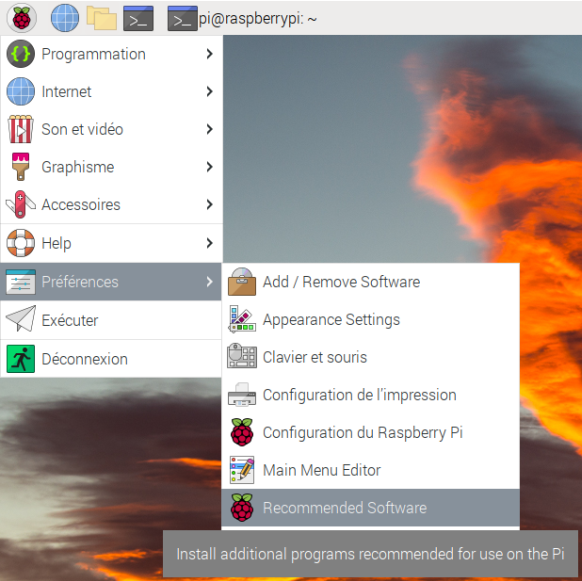 pi@raspberrypi: ~
Programmation
Internet
Son et vidéo
Graphisme
Accessoires
Help
Préférences
Exécuter
Déconnexion
Add / Remove Software
Appearance Settings
Clavier et souris
Configuration de l'impression
Configuration du Raspberry Pi
Main Menu Editor
Recommended Software
Install additional programs recommended for use on the Pi